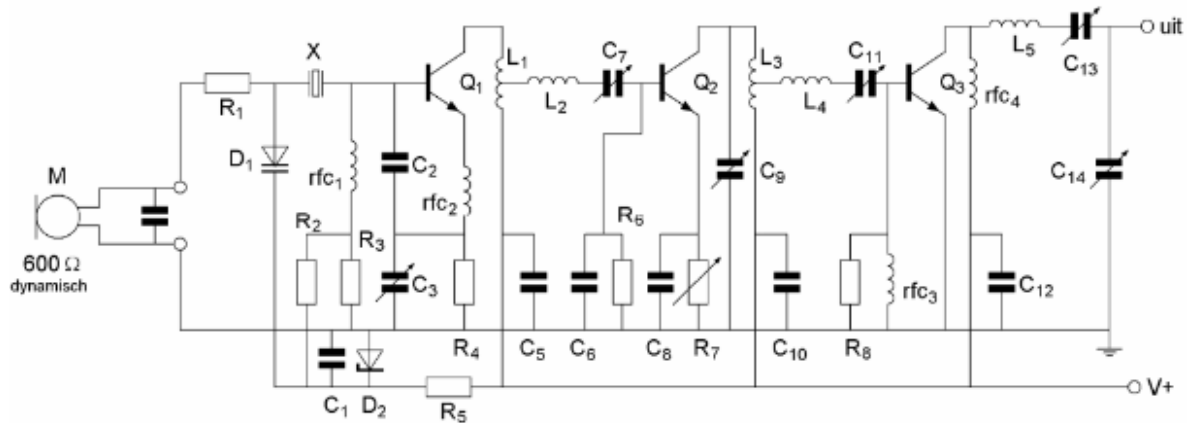 M
600 Ω
dynamisch
R1
D1
X
rfc1
R2
R3
C1
D2
C2
C3
rfc2
Q1
R4
R5
L1
L2
C5
C7
C6
R6
C8
R7
Q2
C9
L3
L4
C10
C11
R8
rfc3
Q3
rfc4
L5
C12
C13
C14
uit
V+